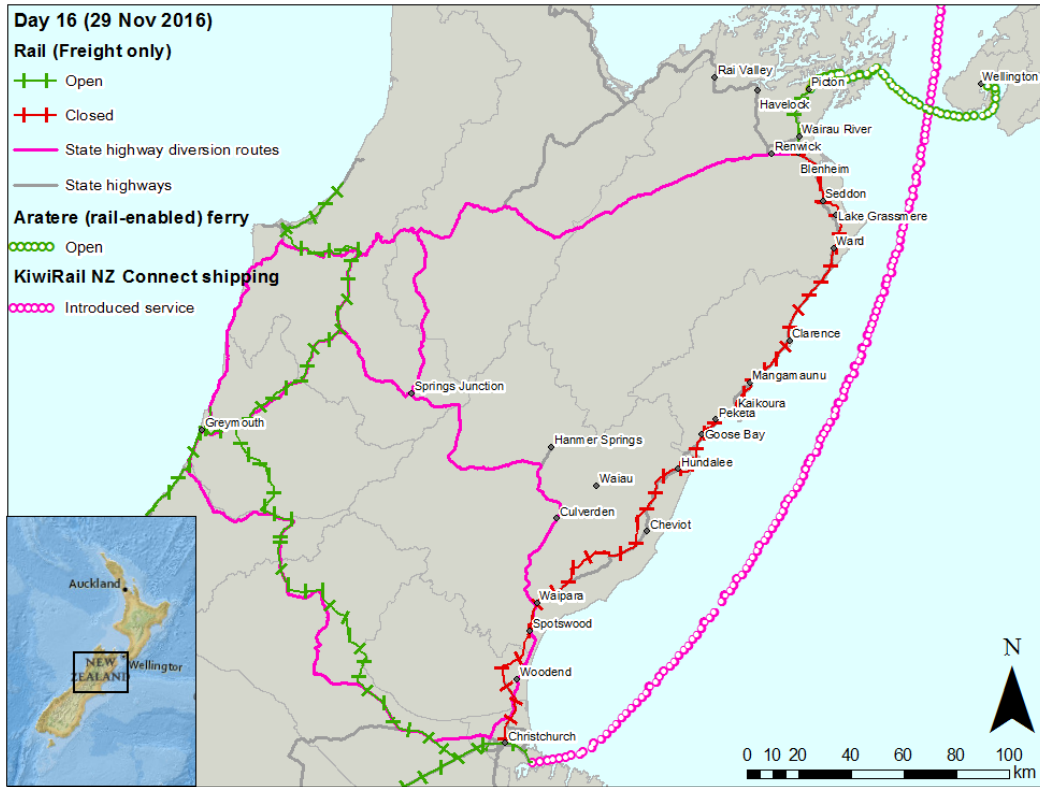 Day 16 (29 Nov 2016)
Rail (Freight only)
Open
Closed
State highway diversion routes
State highways
Aratere (rail-enabled) ferry
Open
KiwiRail NZ Connect shipping
Introduced service
Rai Valley
Picton
Wellington
Havelock
Wairau River
Renwick
Blenheim
Seddon
Lake Grassmere
Ward
Clarence
Mangamaunu
Springs Junction
Kaikoura
Peketa
Greymouth
Goose Bay
Hanmer Springs
Hundalee
Waiau
Culverden
Cheviot
Waipara
Spotswood
Woodend
Christchurch
Auckland
Wellington
NEW
ZEALAND
N
0 10 20 40 60 80 100
km